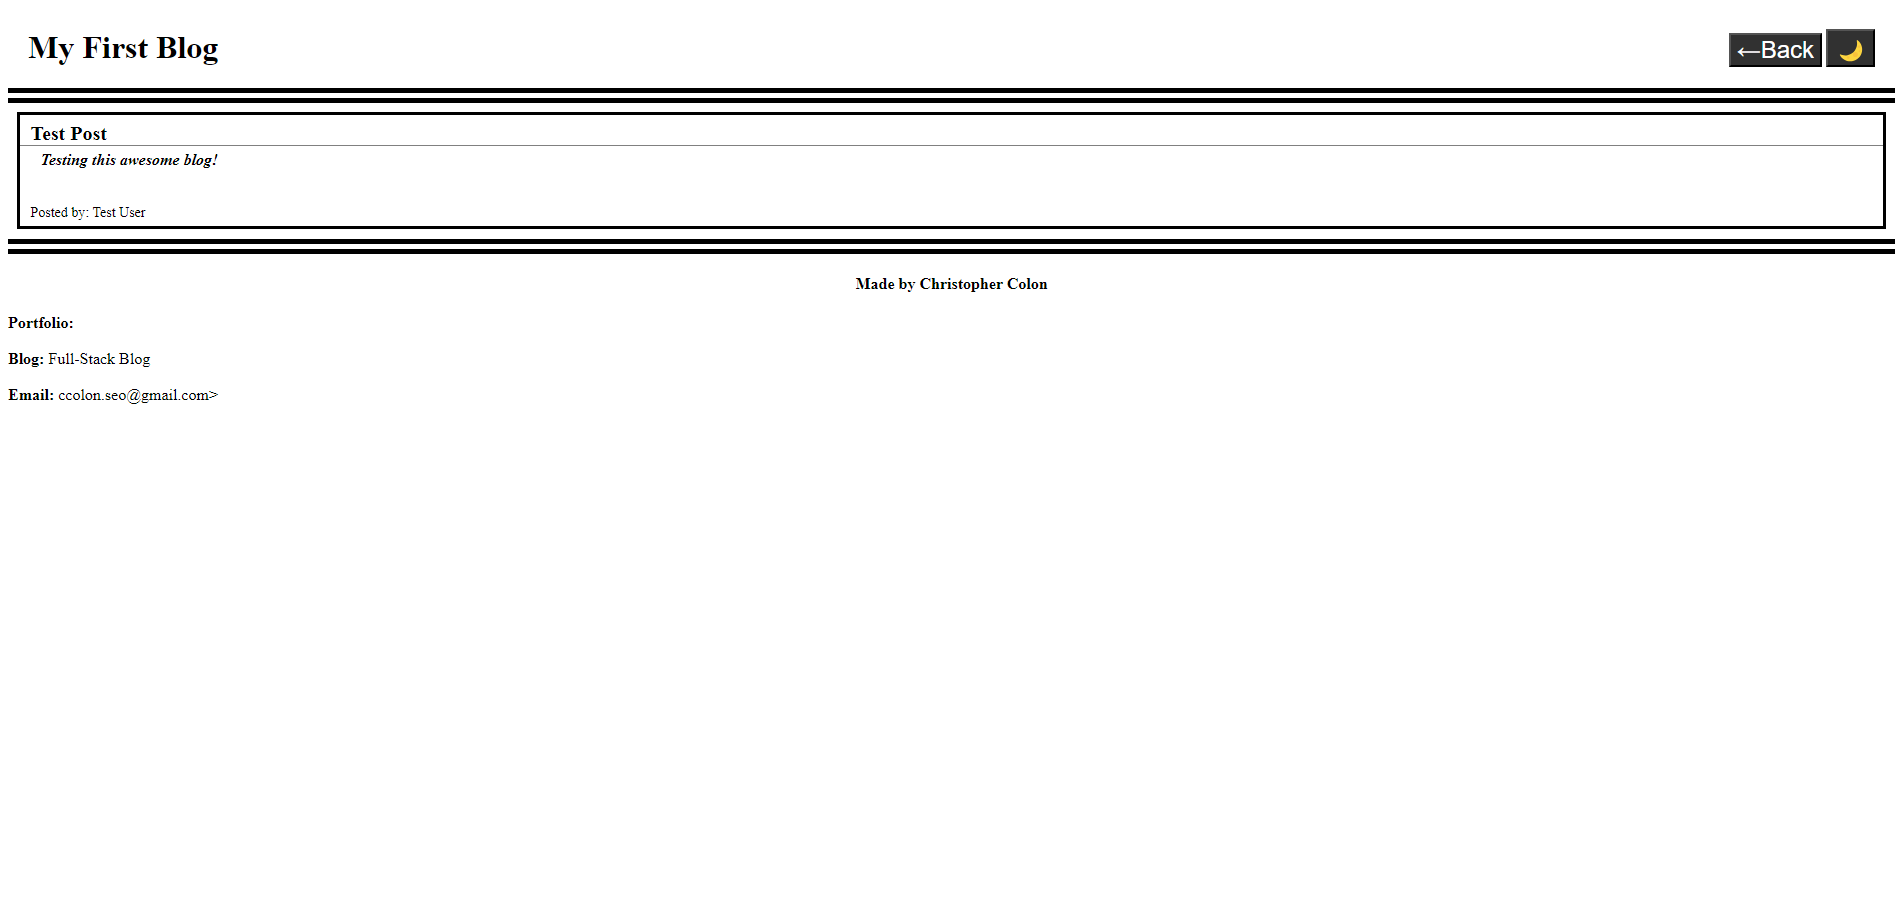 My First Blog
←Back
Test Post
Testing this awesome blog!
Posted by: Test User
Made by Christopher Colon
Portfolio:
Blog: Full-Stack Blog
Email: ccolon.seo@gmail.com>